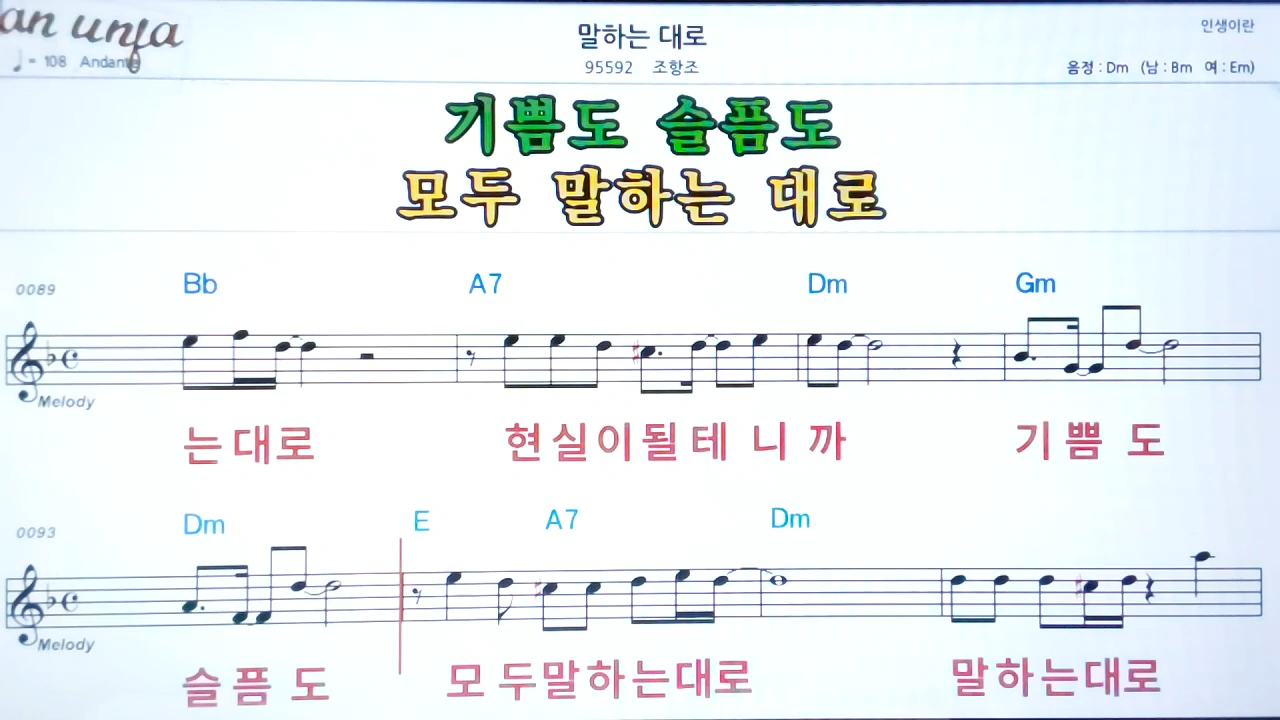 an unfa
♩ = 108 Andante
말하는 대로
95592 조항조
인생이란
음정 : Dm (남 : Bm 여 : Em)
기쁨도 슬픔도
모두 말하는 대로
0089 Bb A7 Dm Gm
Melody
는대로 현실이될테니까 기쁨도
0093 Dm E A7 Dm
Melody
슬픔도 모두말하는대로 말하는대로